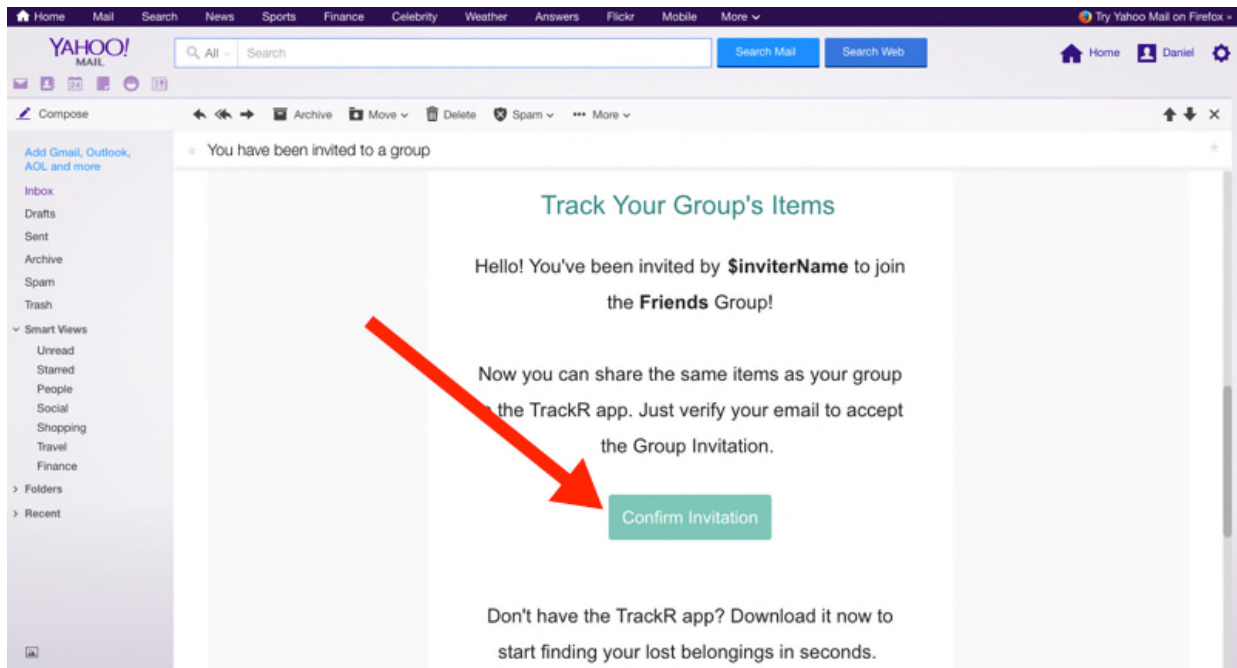 Home Mail Search News Sports Finance Celebrity Weather Answers Flickr Mobile More Try Yahoo Mail on Firefox »
YAHOO!
MAIL
All Search Search Mail Search Web Home Daniel
24
Compose Archive Move Delete Spam More
Add Gmail, Outlook,
AOL and more
You have been invited to a group
Inbox
Drafts
Sent
Archive
Spam
Trash
Smart Views
Unread
Starred
People
Social
Shopping
Travel
Finance
Folders
Recent
Track Your Group's Items
Hello! You've been invited by $inviterName to join
the Friends Group!
Now you can share the same items as your group
the TrackR app. Just verify your email to accept
the Group Invitation.
Confirm Invitation
Don't have the TrackR app? Download it now to
start finding your lost belongings in seconds.